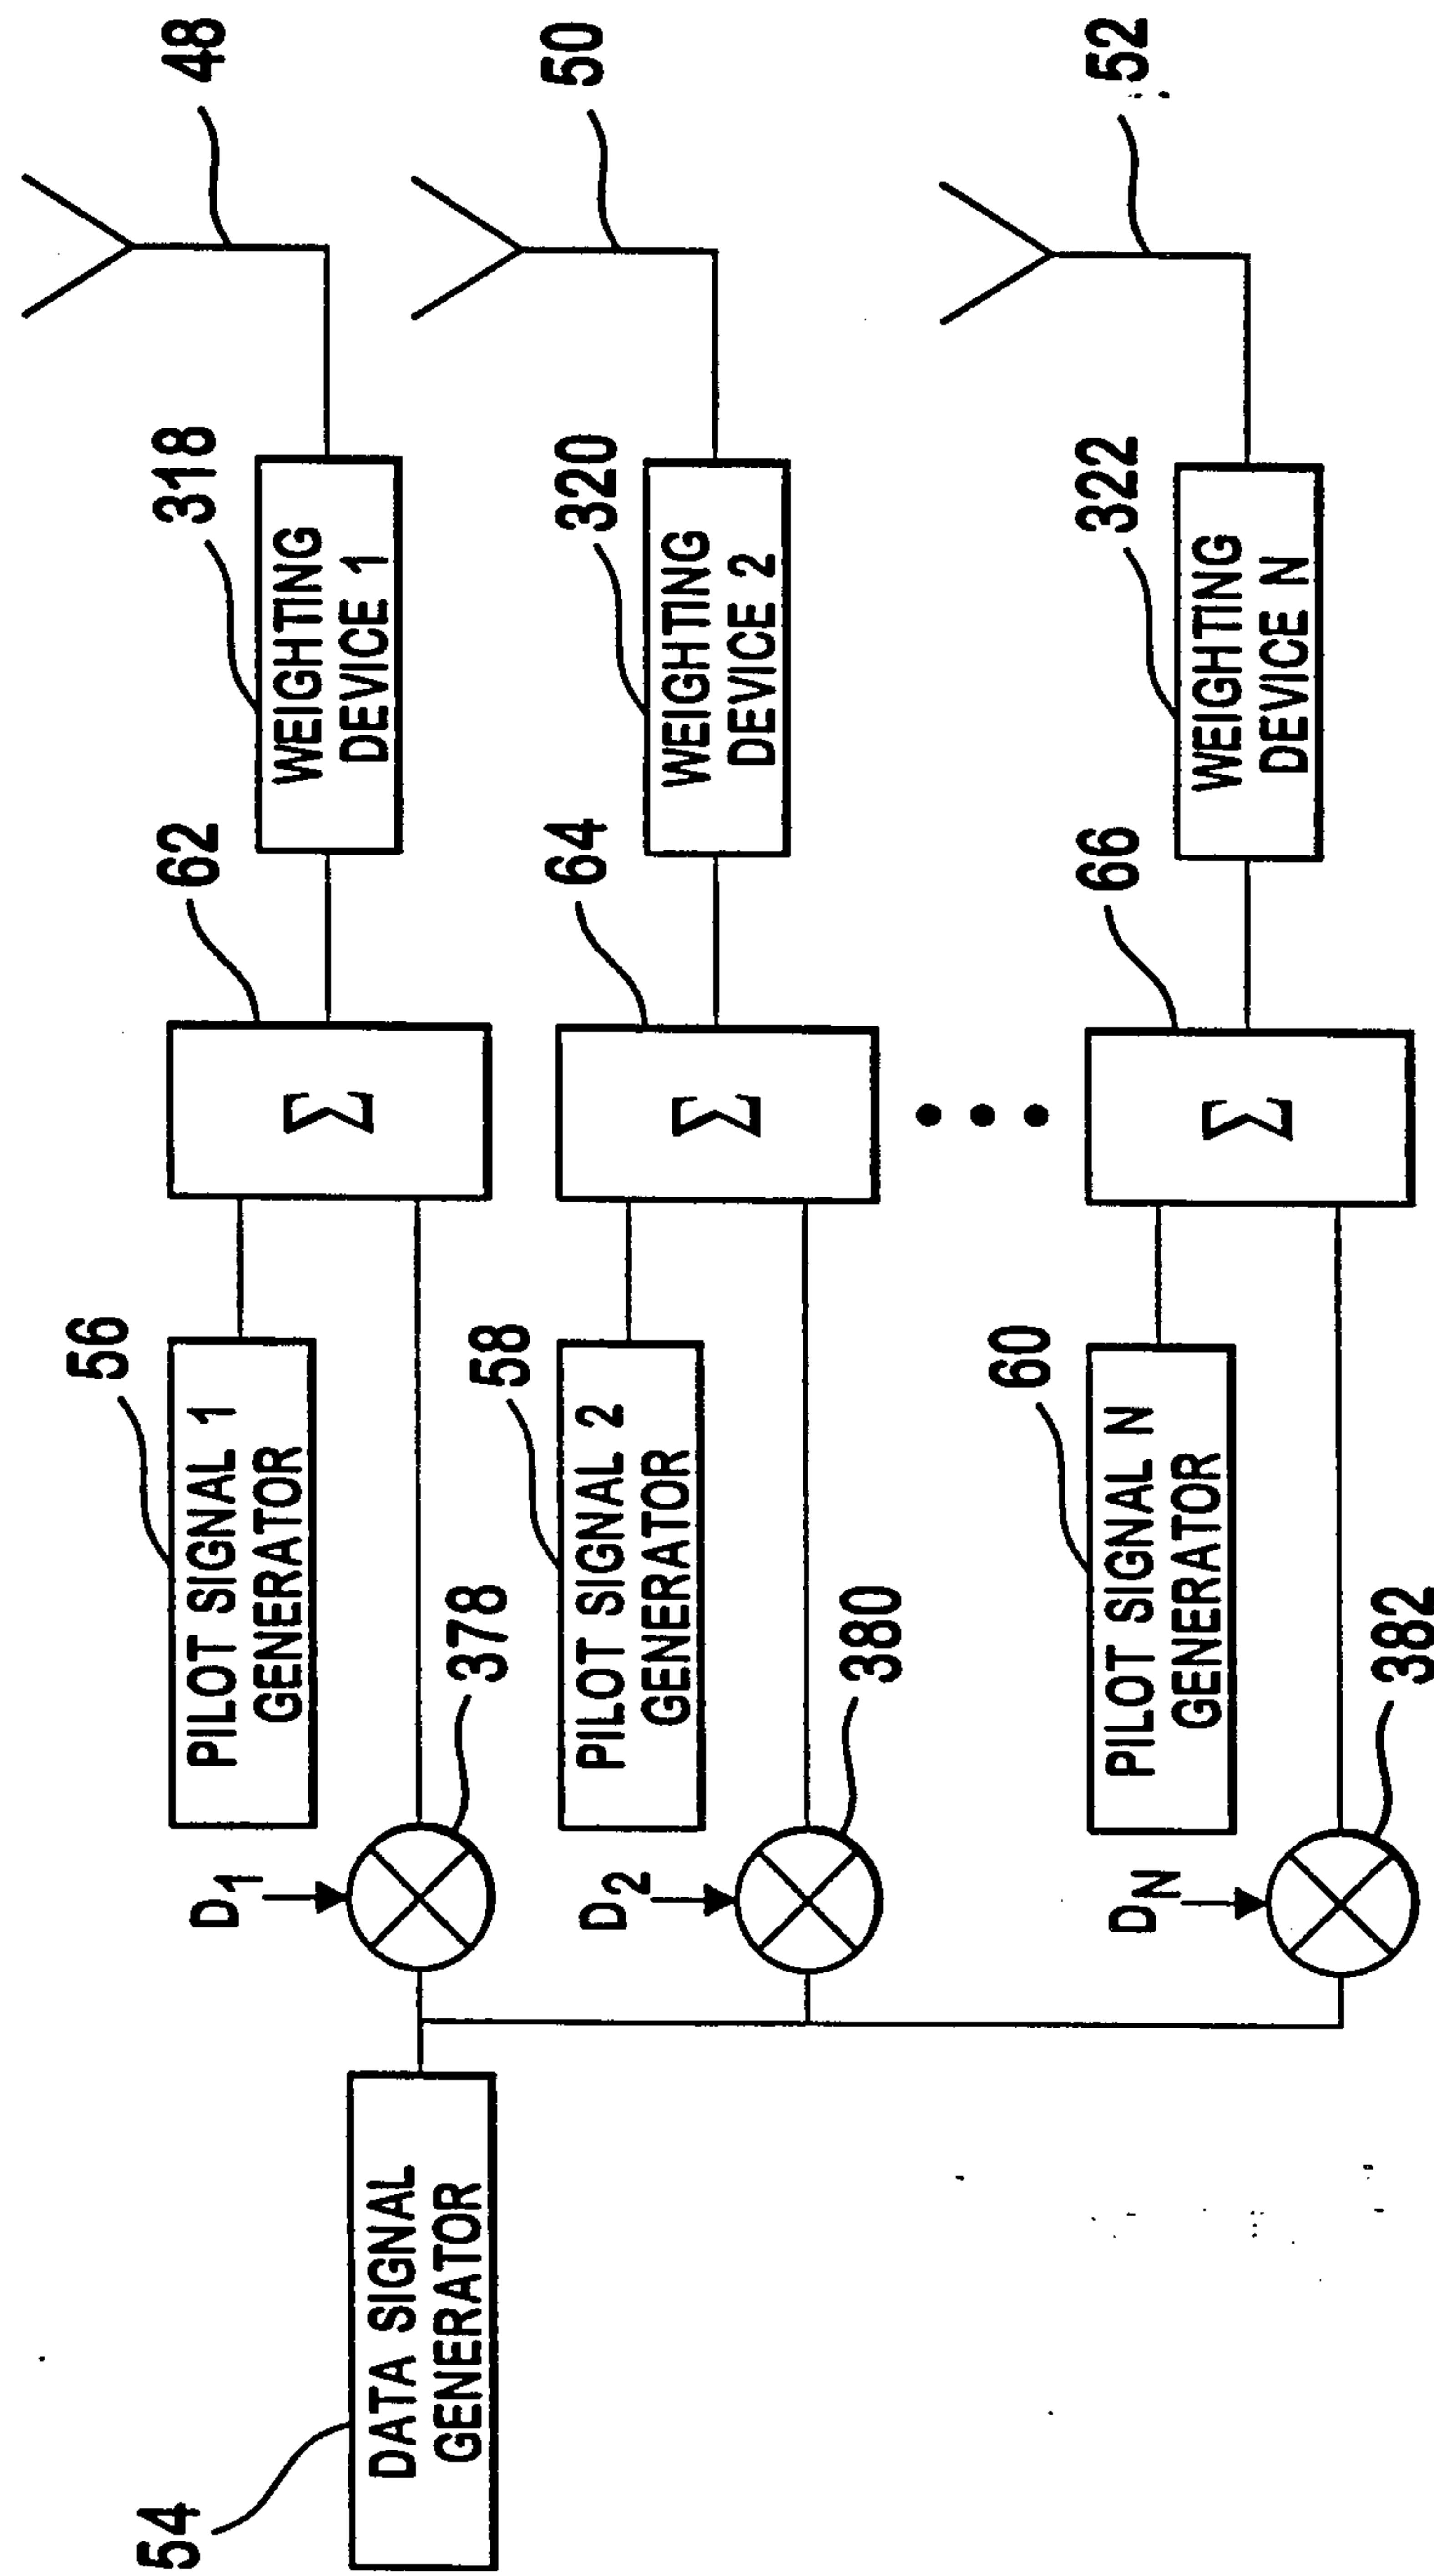 54
DATA SIGNAL
GENERATOR
D1
378
56
PILOT SIGNAL 1
GENERATOR
62
Σ
318
WEIGHTING
DEVICE 1
48
D2
380
58
PILOT SIGNAL 2
GENERATOR
64
Σ
320
WEIGHTING
DEVICE 2
50
DN
382
60
PILOT SIGNAL N
GENERATOR
66
Σ
322
WEIGHTING
DEVICE N
52